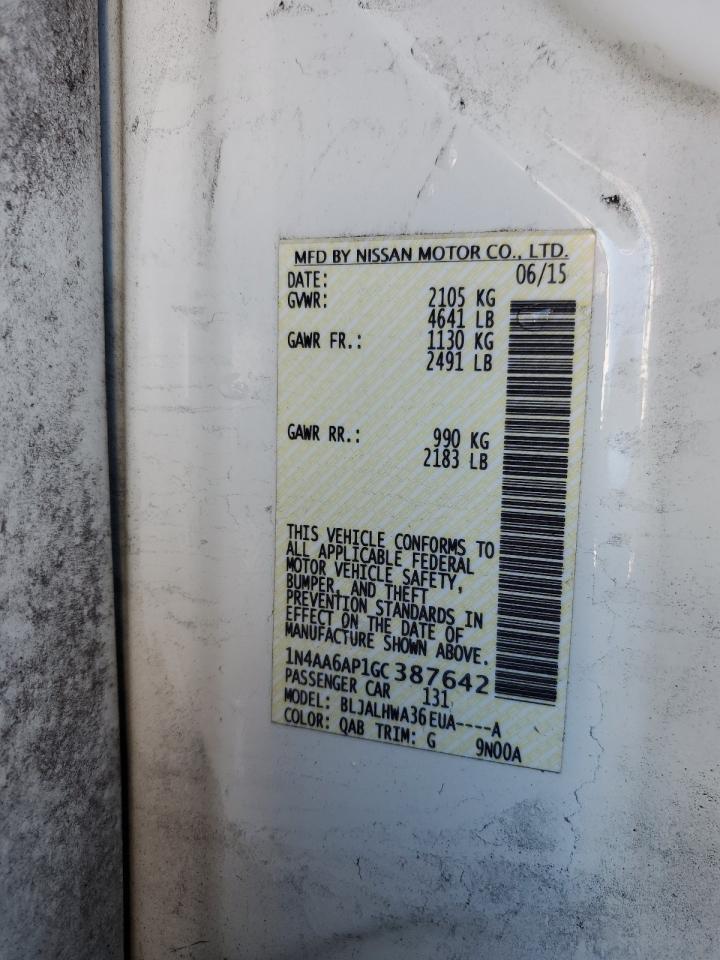 MFD BY NISSAN MOTOR CO., LTD.
DATE: 06/15
GVWR: 2105 KG
4641 LB
GAWR FR.: 1130 KG
2491 LB
GAWR RR.: 990 KG
2183 LB
THIS VEHICLE CONFORMS TO
ALL APPLICABLE FEDERAL
MOTOR VEHICLE SAFETY,
BUMPER, AND THEFT
PREVENTION STANDARDS IN
EFFECT ON THE DATE OF
MANUFACTURE SHOWN ABOVE.
1N4AA6AP1GC387642
PASSENGER CAR 131
MODEL: BLJALHWA36EUA----A
COLOR: QAB TRIM: G 9N00A